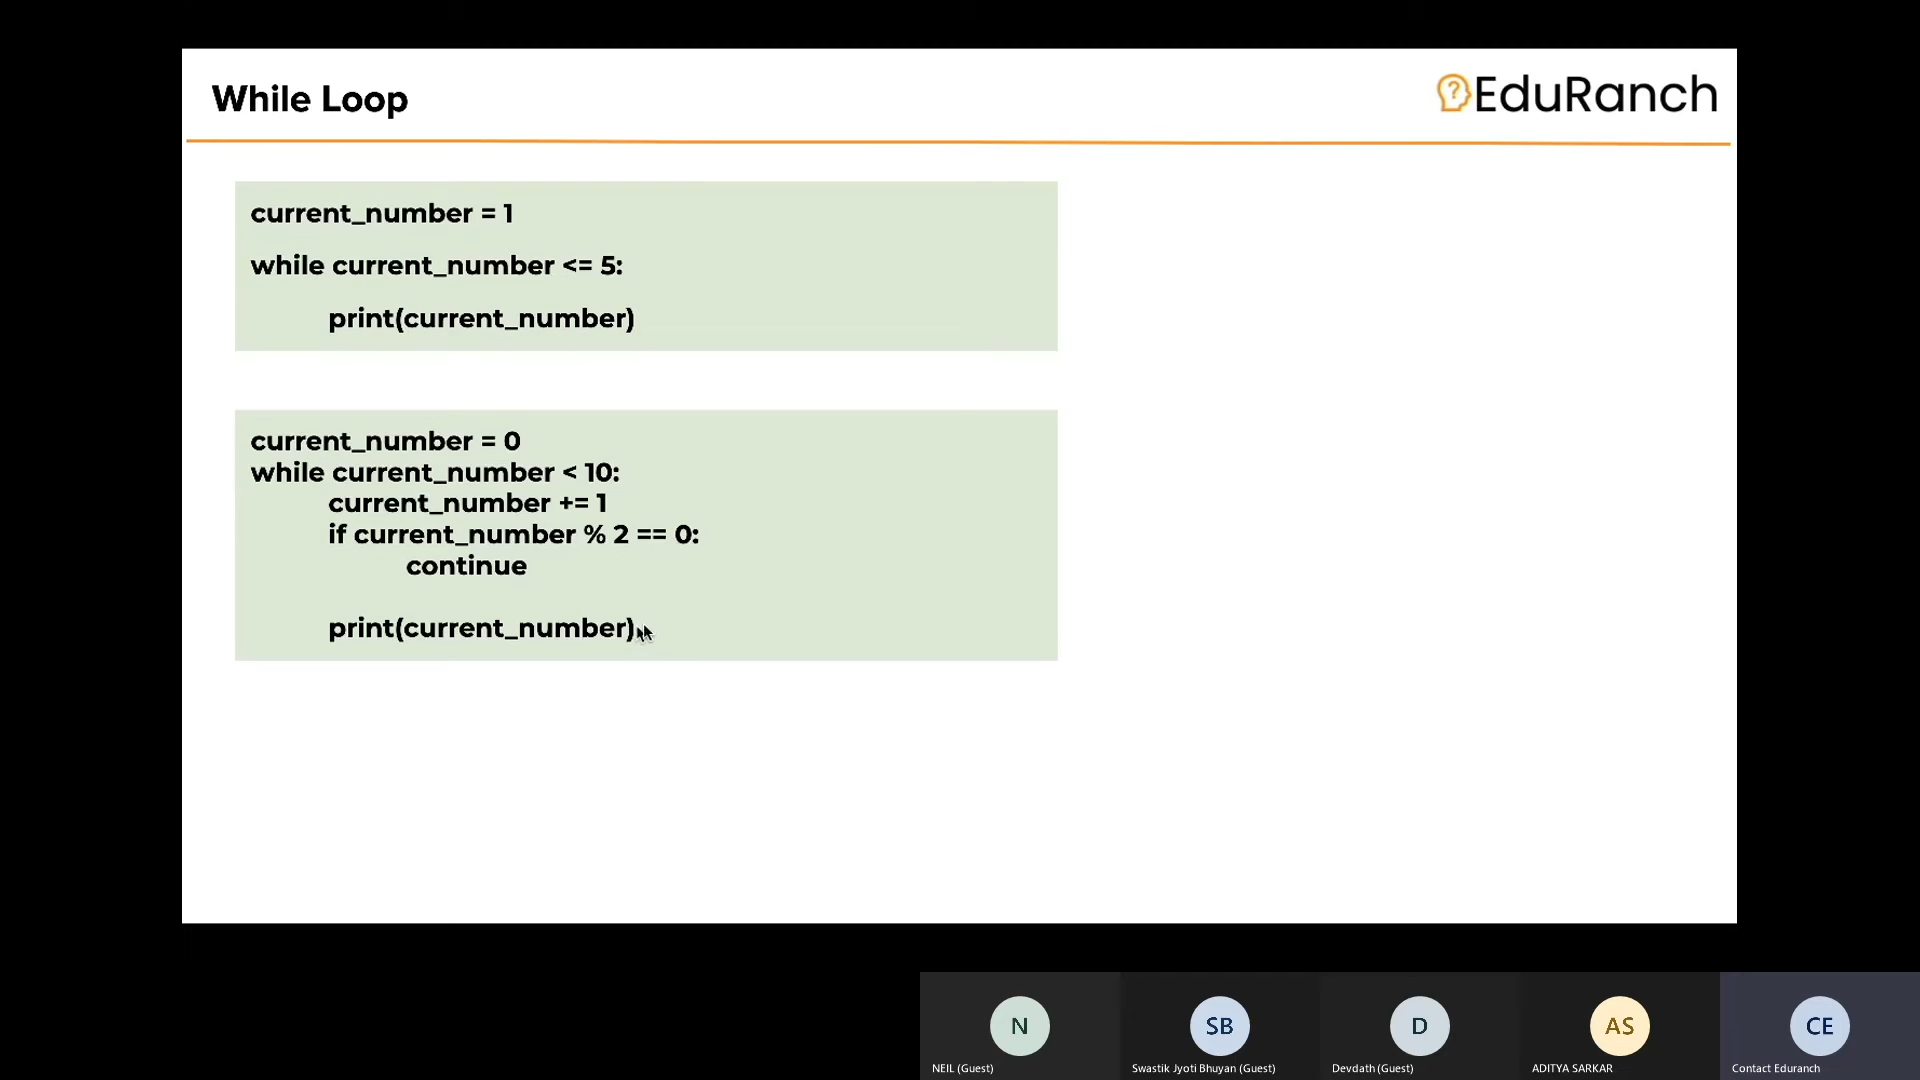 While Loop
EduRanch
current_number = 1
while current_number <= 5:
print(current_number)
current_number = 0
while current_number < 10:
current_number += 1
if current_number % 2 == 0:
continue
print(current_number)
N
SB
D
AS
CE
NEIL (Guest)
Swastik Jyoti Bhuyan (Guest)
Devdath (Guest)
ADITYA SARKAR
Contact Eduranch